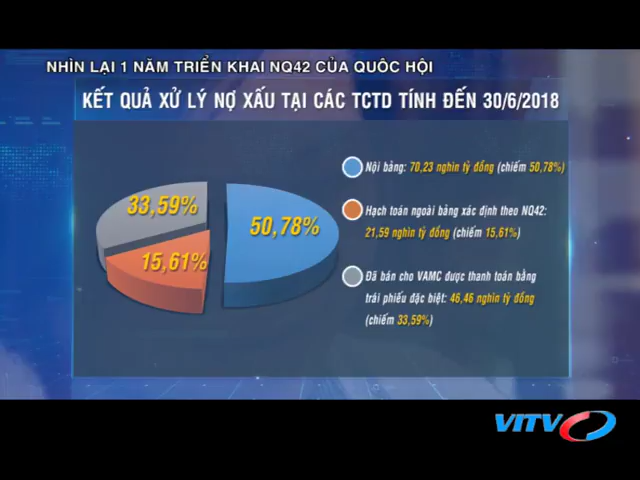 NHÌN LẠI 1 NĂM TRIỂN KHAI NQ42 CỦA QUÔC HỘI
KẾT QUẢ XỬ LÝ NỢ XẤU TẠI CÁC TCTD TÍNH ĐẾN 30/6/2018
33,59%
50,78%
15,61%
Nội bảng: 70,23 nghìn tỷ đồng (chiếm 50,78%)
Hạch toán ngoài bảng xác định theo NQ42:
21,59 nghìn tỷ đồng (chiếm 15,61%)
Đã bán cho VAMC được thanh toán bằng
trái phiếu đặc biệt: 46,46 nghìn tỷ đồng
(chiếm 33,59%)
VITV